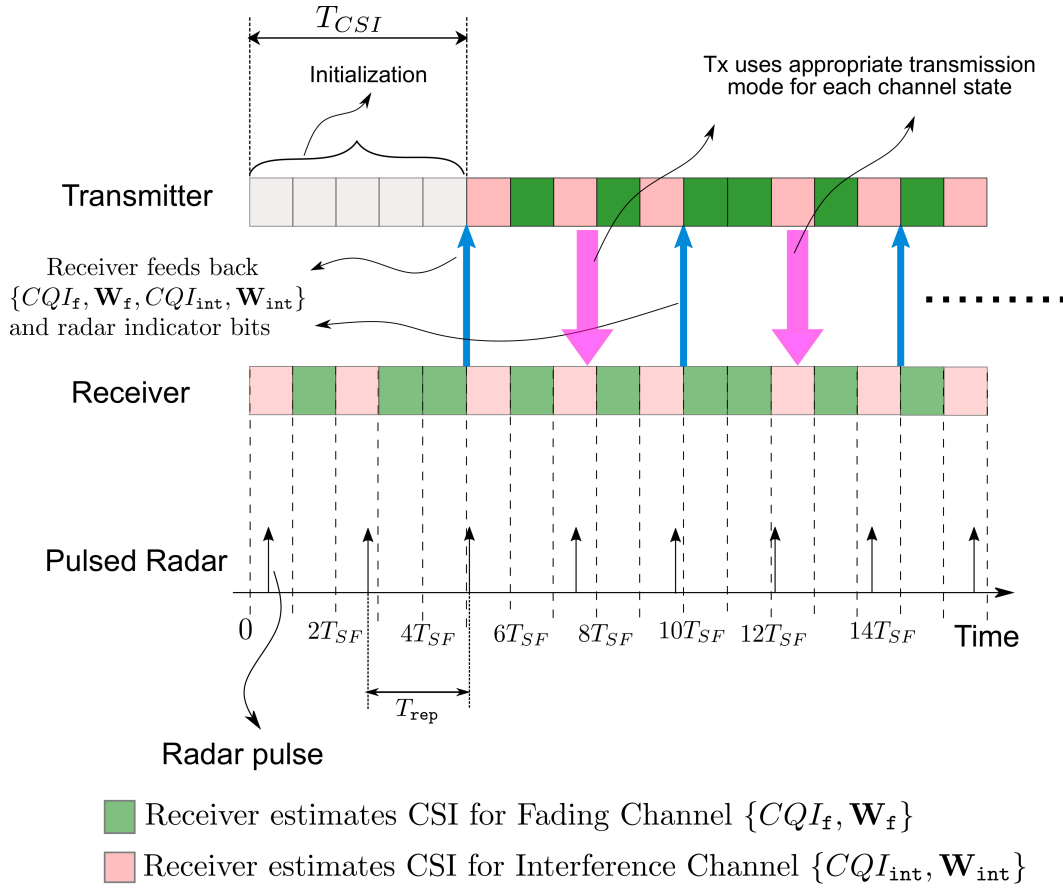 T_{CSI}
Initialization
Tx uses appropriate transmission
mode for each channel state
Transmitter
Receiver feeds back
{CQI_f, W_f, CQI_int, W_int}
and radar indicator bits
Receiver
Pulsed Radar
0 2T_{SF} 4T_{SF} 6T_{SF} 8T_{SF} 10T_{SF} 12T_{SF} 14T_{SF} Time
T_{rep}
Radar pulse
Receiver estimates CSI for Fading Channel {CQI_f, W_f}
Receiver estimates CSI for Interference Channel {CQI_int, W_int}